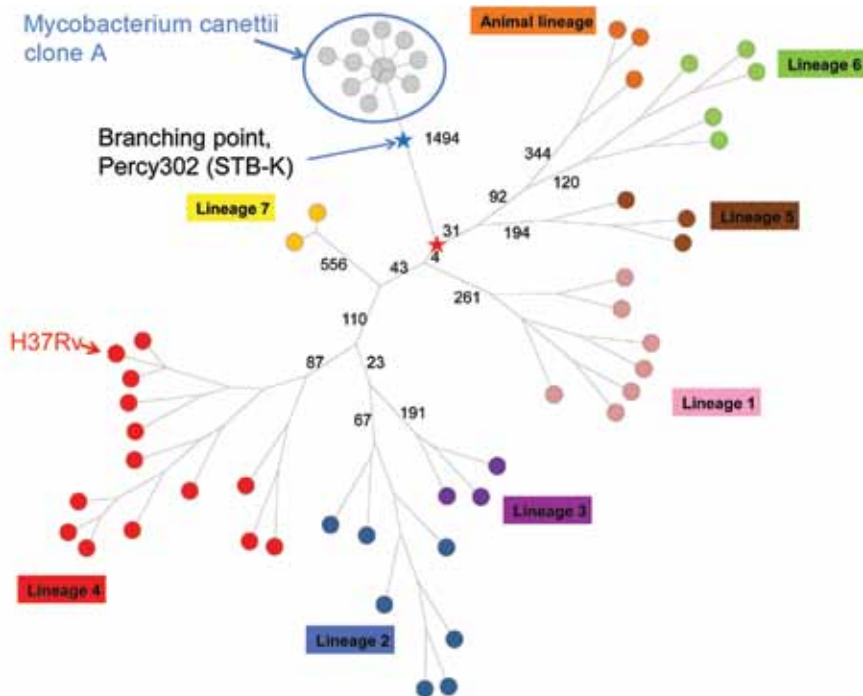 Mycobacterium canettii
clone A
Animal lineage
Lineage 6
Branching point,
Percy302 (STB-K)
1494
344
120
92
Lineage 7
Lineage 5
31
194
4
43
556
261
110
H37Rv
87
23
Lineage 1
67
191
Lineage 3
Lineage 4
Lineage 2